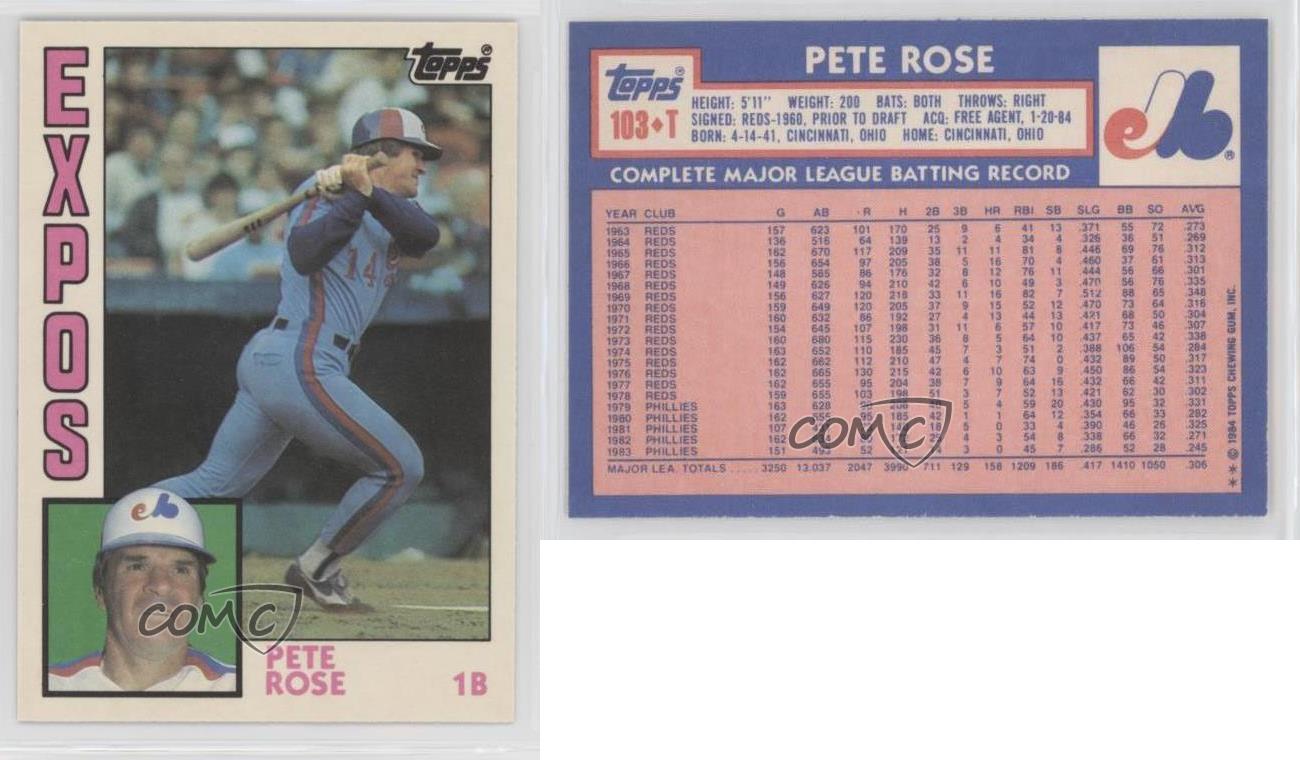 EXPOS
Topps
14
eb
COMC
PETE
ROSE
1B
PETE ROSE
Topps
103♦T
HEIGHT: 5'11" WEIGHT: 200 BATS: BOTH THROWS: RIGHT
SIGNED: REDS-1960, PRIOR TO DRAFT ACQ: FREE AGENT, 1-20-84
BORN: 4-14-41, CINCINNATI, OHIO HOME: CINCINNATI, OHIO
eb
COMPLETE MAJOR LEAGUE BATTING RECORD
YEAR CLUB G AB R H 2B 3B HR RBI SB SLG BB SO AVG
1963 REDS 157 623 101 170 25 9 6 41 13 .371 55 72 .273
1964 REDS 136 516 64 139 13 2 4 34 4 .326 36 51 .269
1965 REDS 162 670 117 209 35 11 11 81 8 .446 69 76 .312
1966 REDS 156 654 97 205 38 5 16 70 4 .460 37 61 .313
1967 REDS 148 585 86 176 32 8 12 76 11 .444 56 66 .301
1968 REDS 149 626 94 210 42 6 10 49 3 .470 56 76 .335
1969 REDS 156 627 120 218 33 11 16 82 7 .512 88 65 .348
1970 REDS 159 649 120 205 37 9 15 52 12 .470 73 64 .316
1971 REDS 160 632 86 192 27 4 13 44 13 .421 68 50 .304
1972 REDS 154 645 107 198 31 11 6 57 10 .417 73 46 .307
1973 REDS 160 680 115 230 36 8 5 64 10 .437 65 42 .338
1974 REDS 163 652 110 185 45 7 3 51 2 .388 106 54 .284
1975 REDS 162 662 112 210 47 4 7 74 0 .432 89 50 .317
1976 REDS 162 665 130 215 42 6 10 63 9 .450 86 54 .323
1977 REDS 162 655 95 204 38 7 9 64 16 .432 66 42 .311
1978 REDS 159 655 103 198 51 3 7 52 13 .421 62 30 .302
1979 PHILLIES 163 628 90 208 40 5 4 59 20 .430 95 32 .331
1980 PHILLIES 162 655 95 185 42 1 1 64 12 .354 66 33 .282
1981 PHILLIES 107 18 5 0 33 4 .390 46 26 .325
1982 PHILLIES 162 25 4 3 54 8 .338 66 32 .271
1983 PHILLIES 151 493 52 121 14 3 0 45 7 .286 52 28 .245
MAJOR LEA. TOTALS ..... 3250 13,037 2047 3990 711 129 158 1209 186 .417 1410 1050 .306
COMC
** © 1984 TOPPS CHEWING GUM, INC.